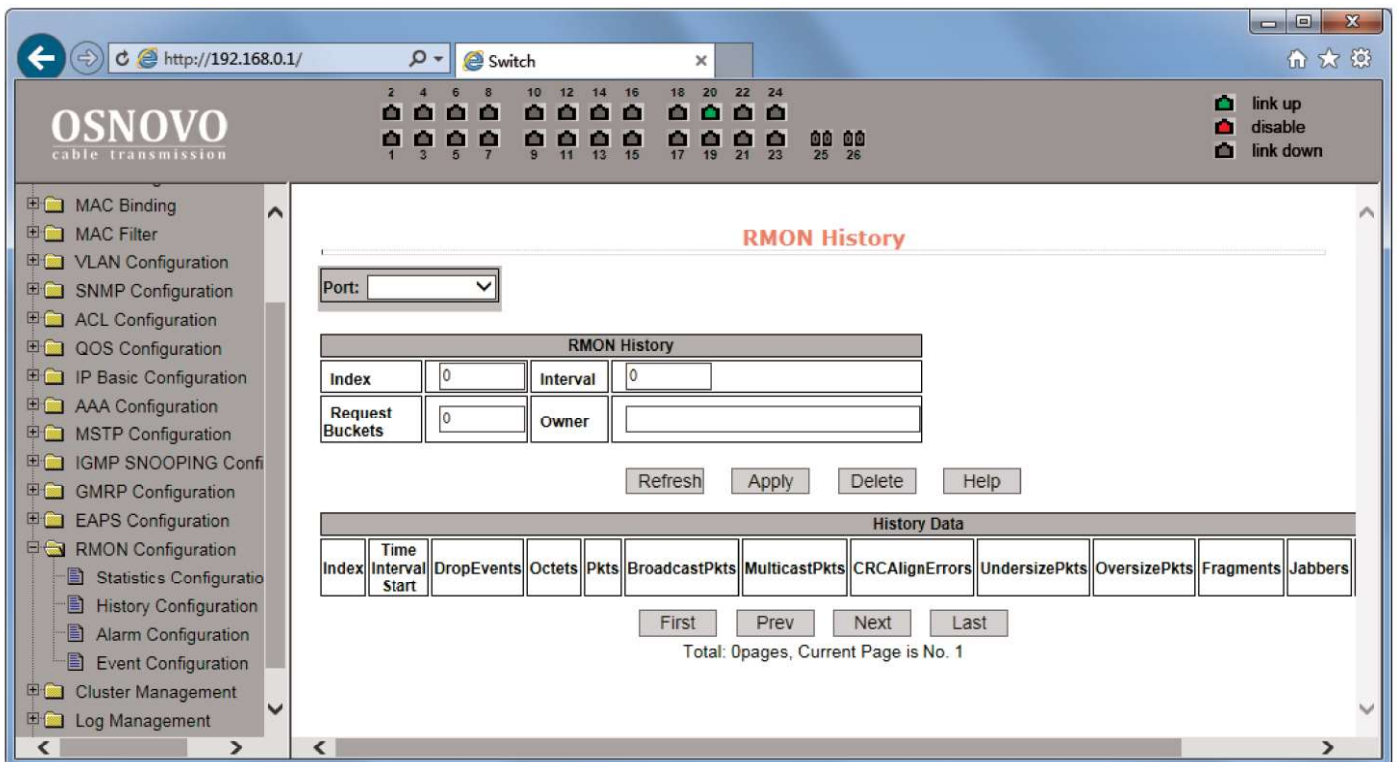 http://192.168.0.1/
Switch
OSNOVO
cable transmission
2 4 6 8 10 12 14 16 18 20 22 24
1 3 5 7 9 11 13 15 17 19 21 23 25 26
link up
disable
link down
MAC Binding
MAC Filter
VLAN Configuration
SNMP Configuration
ACL Configuration
QOS Configuration
IP Basic Configuration
AAA Configuration
MSTP Configuration
IGMP SNOOPING Confi
GMRP Configuration
EAPS Configuration
RMON Configuration
Statistics Configuratio
History Configuration
Alarm Configuration
Event Configuration
Cluster Management
Log Management
RMON History
Port:
RMON History
Index 0 Interval 0
Request Buckets 0 Owner
Refresh Apply Delete Help
History Data
Index Time Interval Start DropEvents Octets Pkts BroadcastPkts MulticastPkts CRCAlignErrors UndersizePkts OversizePkts Fragments Jabbers
First Prev Next Last
Total: 0pages, Current Page is No. 1